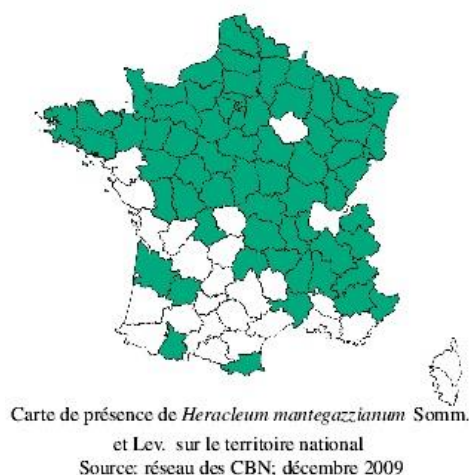 Carte de présence de Heracleum mantegazzianum Somm.
et Lev. sur le territoire national
Source: réseau des CBN; décembre 2009